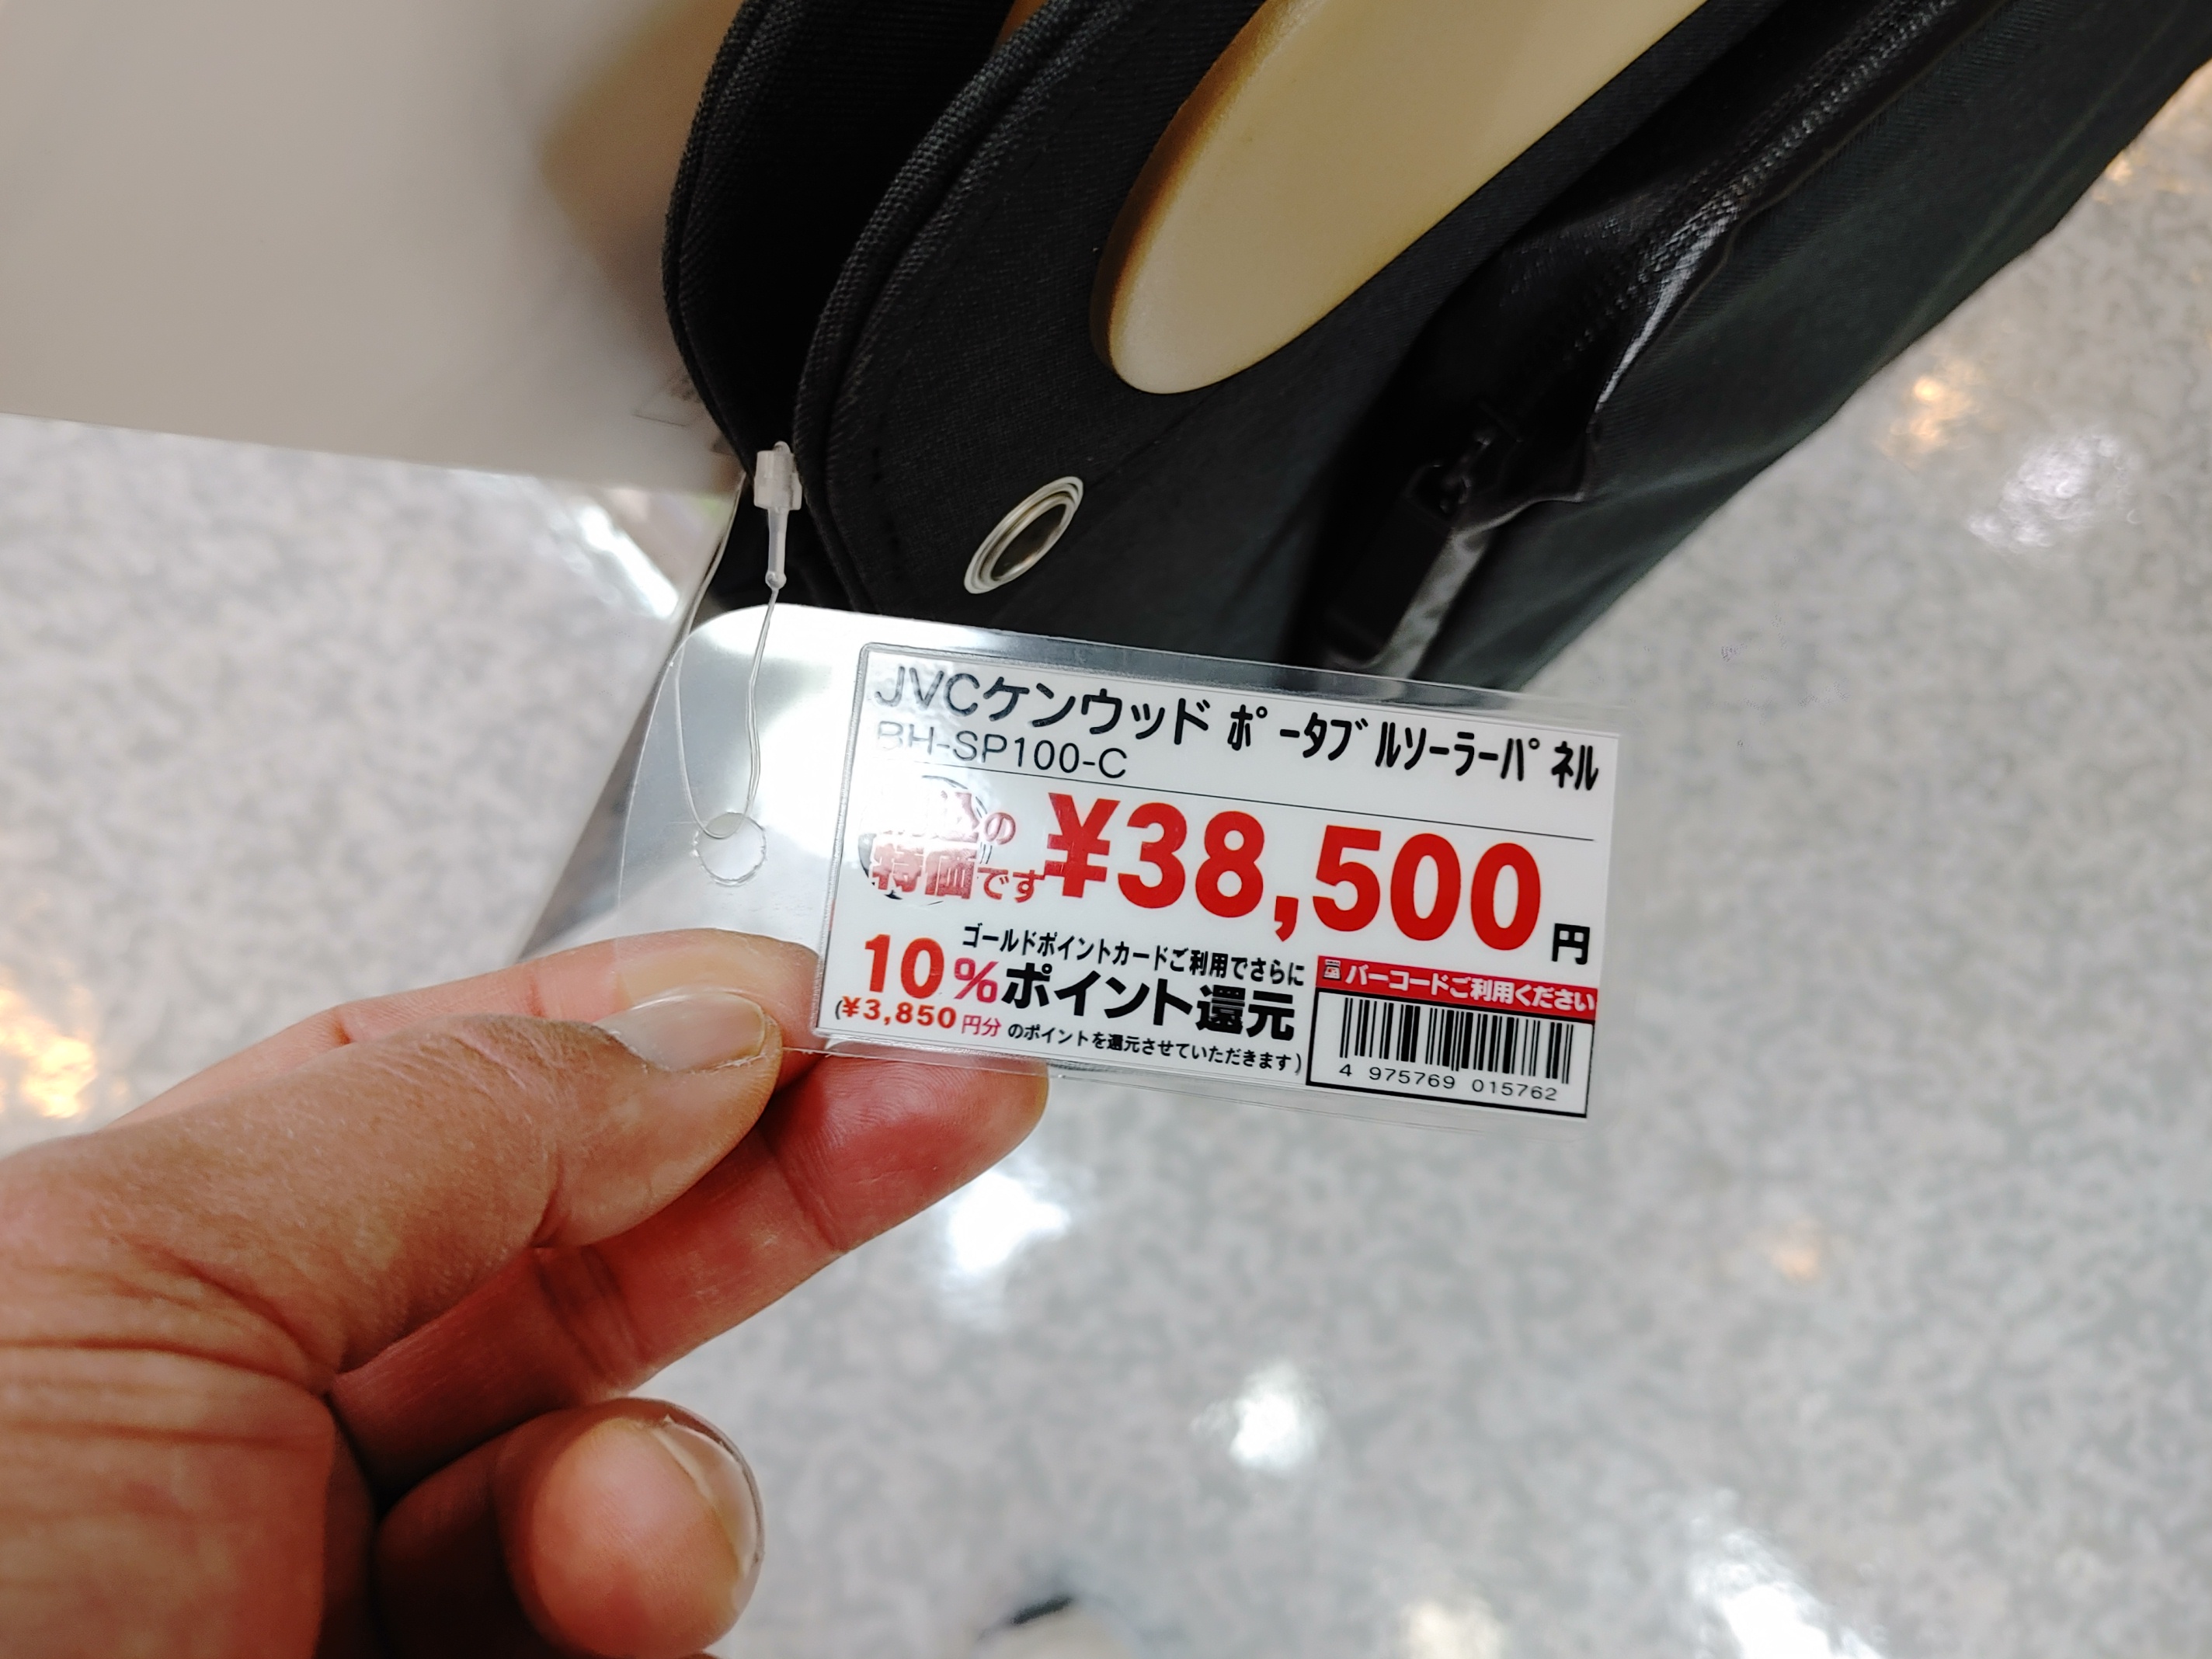 JVCケンウッド ポータブルソーラーパネル
BH-SP100-C
の
特価です
¥38,500円
ゴールドポイントカードご利用でさらに
10%ポイント還元
(¥3,850円分のポイントを還元させていただきます)
バーコードご利用ください
4 975769 015762